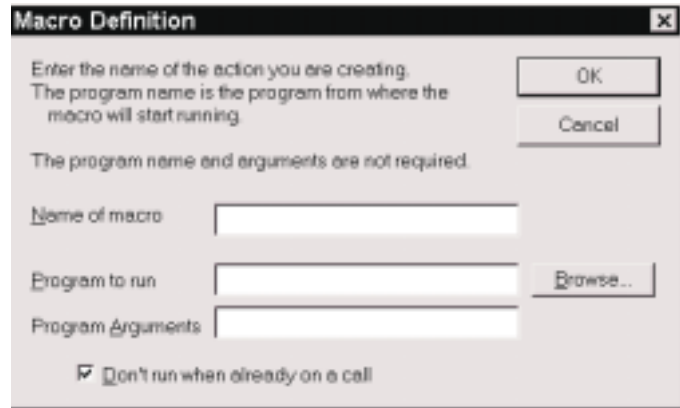 Macro Definition
Enter the name of the action you are creating.
The program name is the program from where the
macro will start running.
The program name and arguments are not required.
OK
Cancel
Name of macro
Program to run
Browse...
Program Arguments
Don't run when already on a call